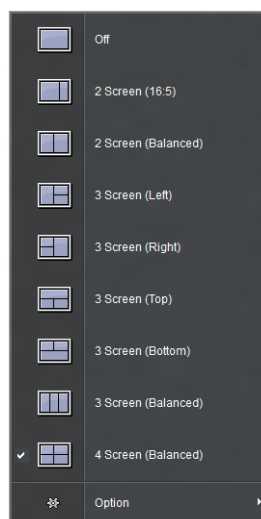 Off
2 Screen (16:5)
2 Screen (Balanced)
3 Screen (Left)
3 Screen (Right)
3 Screen (Top)
3 Screen (Bottom)
3 Screen (Balanced)
4 Screen (Balanced)
Option